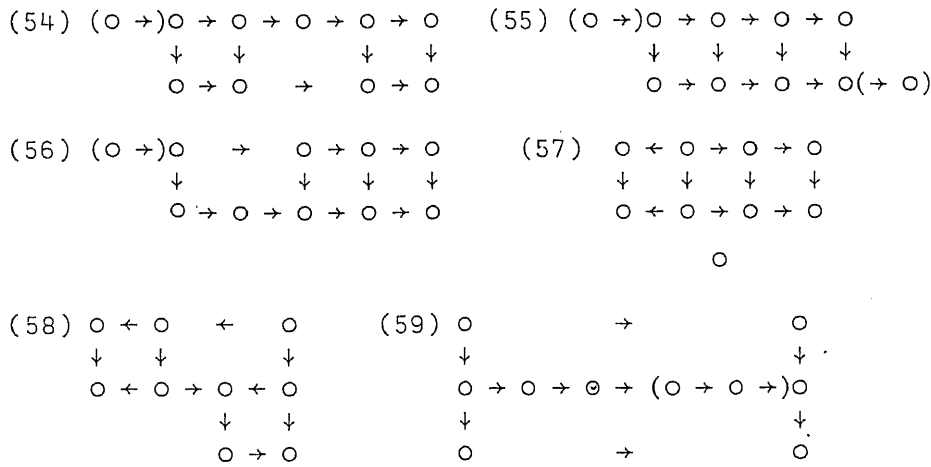 (54) (O →)O → O → O → O → O
↓ ↓ ↓ ↓
O → O → O → O
(55) (O →)O → O → O → O
↓ ↓ ↓ ↓
O → O → O → O(→ O)
(56) (O →)O → O → O → O
↓ ↓ ↓ ↓
O → O → O → O → O
(57) O ← O → O → O
↓ ↓ ↓ ↓
O ← O → O → O
O
(58) O ← O ← O
↓ ↓ ↓
O ← O → O ← O
↓ ↓
O → O
(59) O → O
↓ ↓
O → O → O → (O → O →)O
↓ ↓
O → O